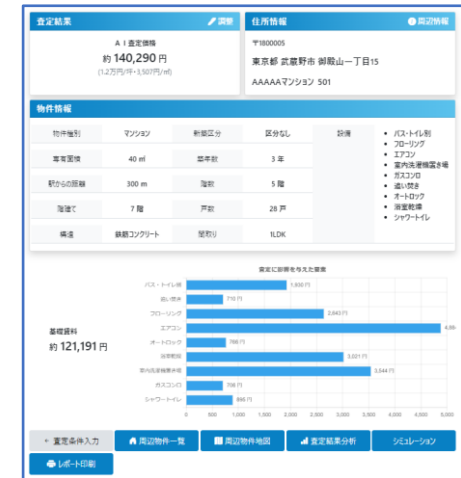 査定結果
調整
ＡＩ査定価格
約 140,290 円
(1.2万円/坪・3,507円/㎡)
住所情報
周辺情報
〒1800005
東京都 武蔵野市 御殿山一丁目15
AAAAAマンション 501
物件情報
物件種別 マンション 新築区分 区分なし 設備
専有面積 40 ㎡ 築年数 3 年
駅からの距離 300 m 階数 5 階
階建て 7 階 戸数 28 戸
構造 鉄筋コンクリート 間取り 1LDK
• バス・トイレ別
• フローリング
• エアコン
• 室内洗濯機置き場
• ガスコンロ
• 追い焚き
• オートロック
• 浴室乾燥
• シャワートイレ
査定に影響を与えた要素
基礎賃料
約 121,191 円
バス・トイレ別 1,930 円
追い焚き 710 円
フローリング 2,643 円
エアコン
オートロック 760 円
浴室乾燥 3,021 円
室内洗濯機置き場 3,544 円
ガスコンロ 708 円
シャワートイレ 896 円
0 500 1,000 1,500 2,000 2,500 3,000 3,500 4,000 4,500 5,000
← 査定条件入力
周辺物件一覧
周辺物件地図
査定結果分析
シミュレーション
レポート印刷